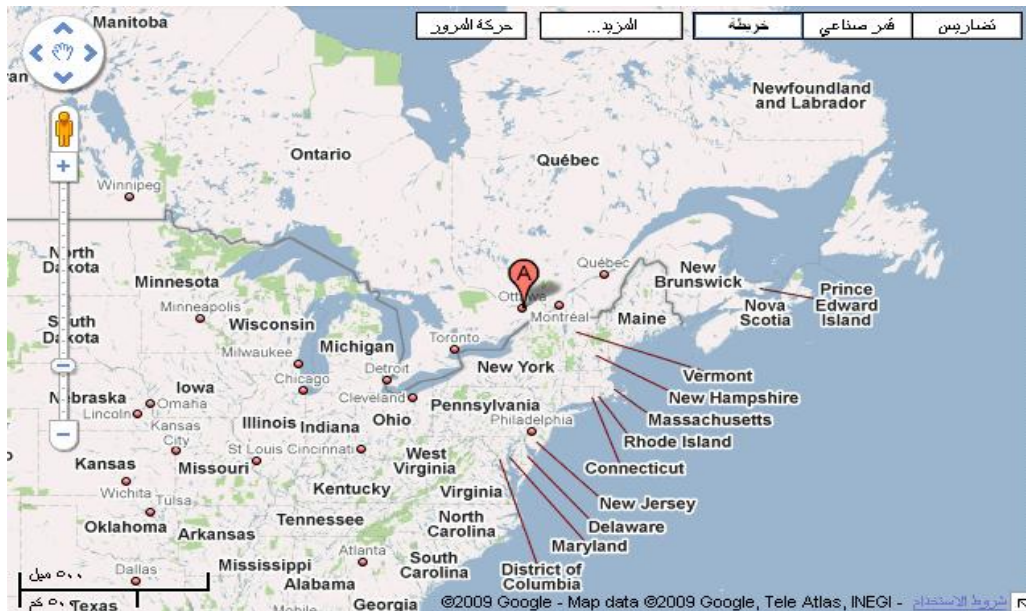 Manitoba
حركة المرور
المزيد...
خريطة
قمر صناعي
تضاريس
Newfoundland
and Labrador
Ontario
Québec
Winnipeg
North
Dakota
Minnesota
Québec
New
Brunswick
Prince
Edward
Island
Nova
Scotia
Ottawa
A
Montréal
Maine
Minneapolis
South
Dakota
Wisconsin
Michigan
Toronto
Milwaukee
New York
Vermont
Detroit
Chicago
Iowa
Nebraska
Omaha
Lincoln
Cleveland
Ohio
Pennsylvania
New Hampshire
Massachusetts
Illinois
Indiana
Philadelphia
Rhode Island
Kansas
City
St Louis
Cincinnati
West
Virginia
Connecticut
Kansas
Missouri
Kentucky
Virginia
New Jersey
Wichita
Tulsa
Delaware
Oklahoma
Arkansas
Tennessee
North
Carolina
Maryland
Atlanta
South
Carolina
District of
Columbia
Dallas
Mississippi
Alabama
Georgia
Texas
٥٠٠ ميل
٥٠٠ كم
©2009 Google - Map data ©2009 Google, Tele Atlas, INEGI - شروط الاستخدام